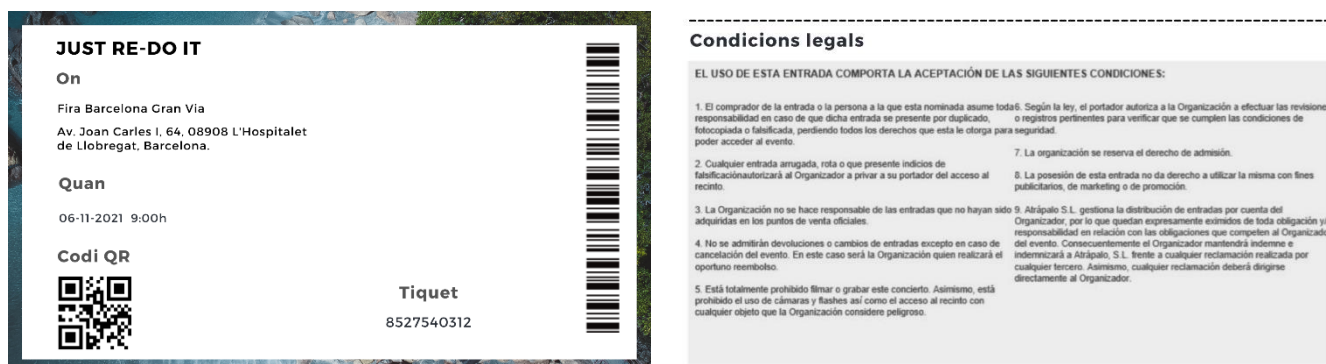 JUST RE-DO IT
On
Fira Barcelona Gran Via
Av. Joan Carles I, 64, 08908 L'Hospitalet
de Llobregat, Barcelona.
Quan
06-11-2021 9:00h
Codi QR
Tiquet
8527540312
Condicions legals
EL USO DE ESTA ENTRADA COMPORTA LA ACEPTACIÓN DE LAS SIGUIENTES CONDICIONES:
1. El comprador de la entrada o la persona a la que esta nominada asume toda
responsabilidad en caso de que dicha entrada se presente por duplicado,
fotocopiada o falsificada, perdiendo todos los derechos que esta le otorga para
poder acceder al evento.
2. Cualquier entrada arrugada, rota o que presente indicios de
falsificaciónautorizará al Organizador a privar a su portador del acceso al
recinto.
3. La Organización no se hace responsable de las entradas que no hayan sido
adquiridas en los puntos de venta oficiales.
4. No se admitirán devoluciones o cambios de entradas excepto en caso de
cancelación del evento. En este caso será la Organización quien realizará el
oportuno reembolso.
5. Está totalmente prohibido filmar o grabar este concierto. Asimismo, está
prohibido el uso de cámaras y flashes así como el acceso al recinto con
cualquier objeto que la Organización considere peligroso.
6. Según la ley, el portador autoriza a la Organización a efectuar las revisione
o registros pertinentes para verificar que se cumplen las condiciones de
seguridad.
7. La organización se reserva el derecho de admisión.
8. La posesión de esta entrada no da derecho a utilizar la misma con fines
publicitarios, de marketing o de promoción.
9. Atrápalo S.L. gestiona la distribución de entradas por cuenta del
Organizador, por lo que quedan expresamente eximidos de toda obligación y/
responsabilidad en relación con las obligaciones que competen al Organizado
del evento. Consecuentemente el Organizador mantendrá indemne e
indemnizará a Atrápalo, S.L. frente a cualquier reclamación realizada por
cualquier tercero. Asimismo, cualquier reclamación deberá dirigirse
directamente al Organizador.